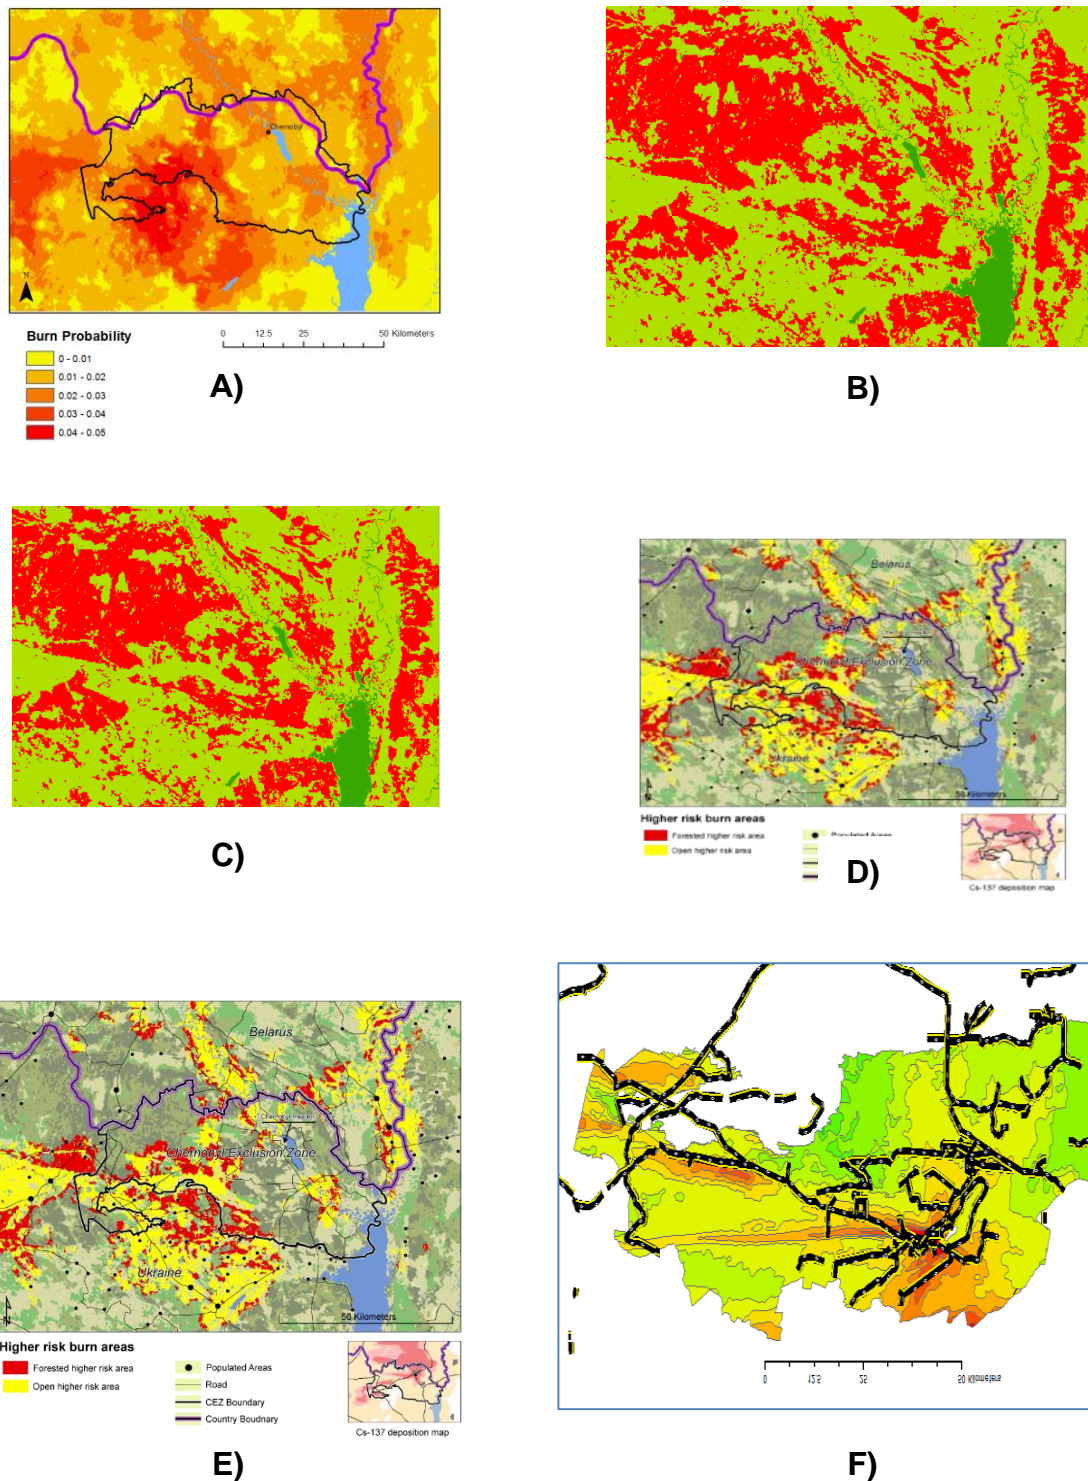 Chernobyl
N
Burn Probability
0 - 0.01
0.01 - 0.02
0.02 - 0.03
0.03 - 0.04
0.04 - 0.05
0 12.5 25 50 Kilometers
A)
B)
C)
Belarus
Chernobyl Exclusion Zone
Ukraine
50 Kilometers
Higher risk burn areas
Forested higher risk area
Open higher risk area
Populated Areas
Cs-137 deposition map
D)
Belarus
Chernobyl Exclusion Zone
Ukraine
N
50 Kilometers
Higher risk burn areas
Forested higher risk area
Open higher risk area
Populated Areas
Road
CEZ Boundary
Country Boudnary
Cs-137 deposition map
E)
0 12.5 25 50 Kilometers
F)